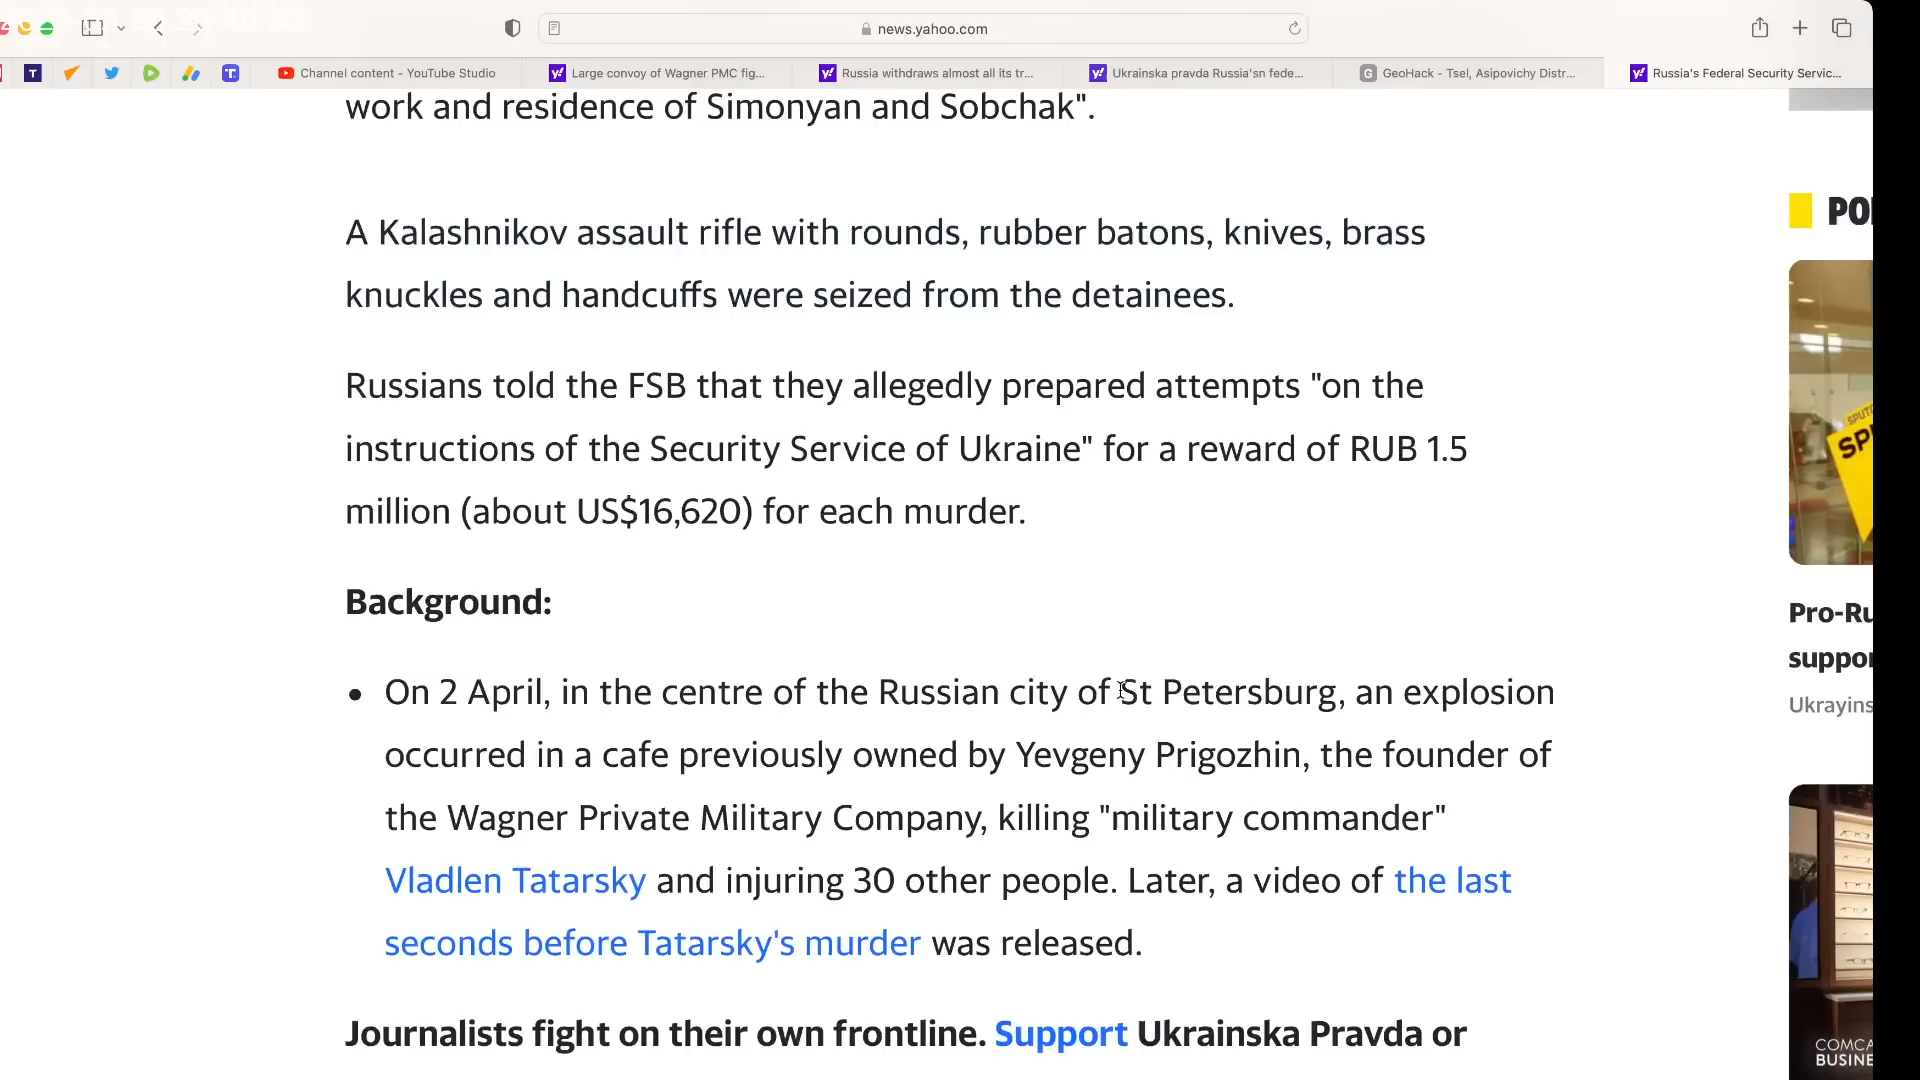 news.yahoo.com
T
T
Channel content - YouTube Studio
y! Large convoy of Wagner PMC fig...
y! Russia withdraws almost all its tr...
y! Ukrainska pravda Russia'sn fede...
G GeoHack - Tsel, Asipovichy Distr...
y! Russia's Federal Security Servic...
work and residence of Simonyan and Sobchak".
A Kalashnikov assault rifle with rounds, rubber batons, knives, brass
knuckles and handcuffs were seized from the detainees.
Russians told the FSB that they allegedly prepared attempts "on the
instructions of the Security Service of Ukraine" for a reward of RUB 1.5
million (about US$16,620) for each murder.
Background:
• On 2 April, in the centre of the Russian city of St Petersburg, an explosion
occurred in a cafe previously owned by Yevgeny Prigozhin, the founder of
the Wagner Private Military Company, killing "military commander"
Vladlen Tatarsky and injuring 30 other people. Later, a video of the last
seconds before Tatarsky's murder was released.
Journalists fight on their own frontline. Support Ukrainska Pravda or
PO
SPUT
SP
Pro-Ru
suppor
Ukrayins
COMCA
BUSINE